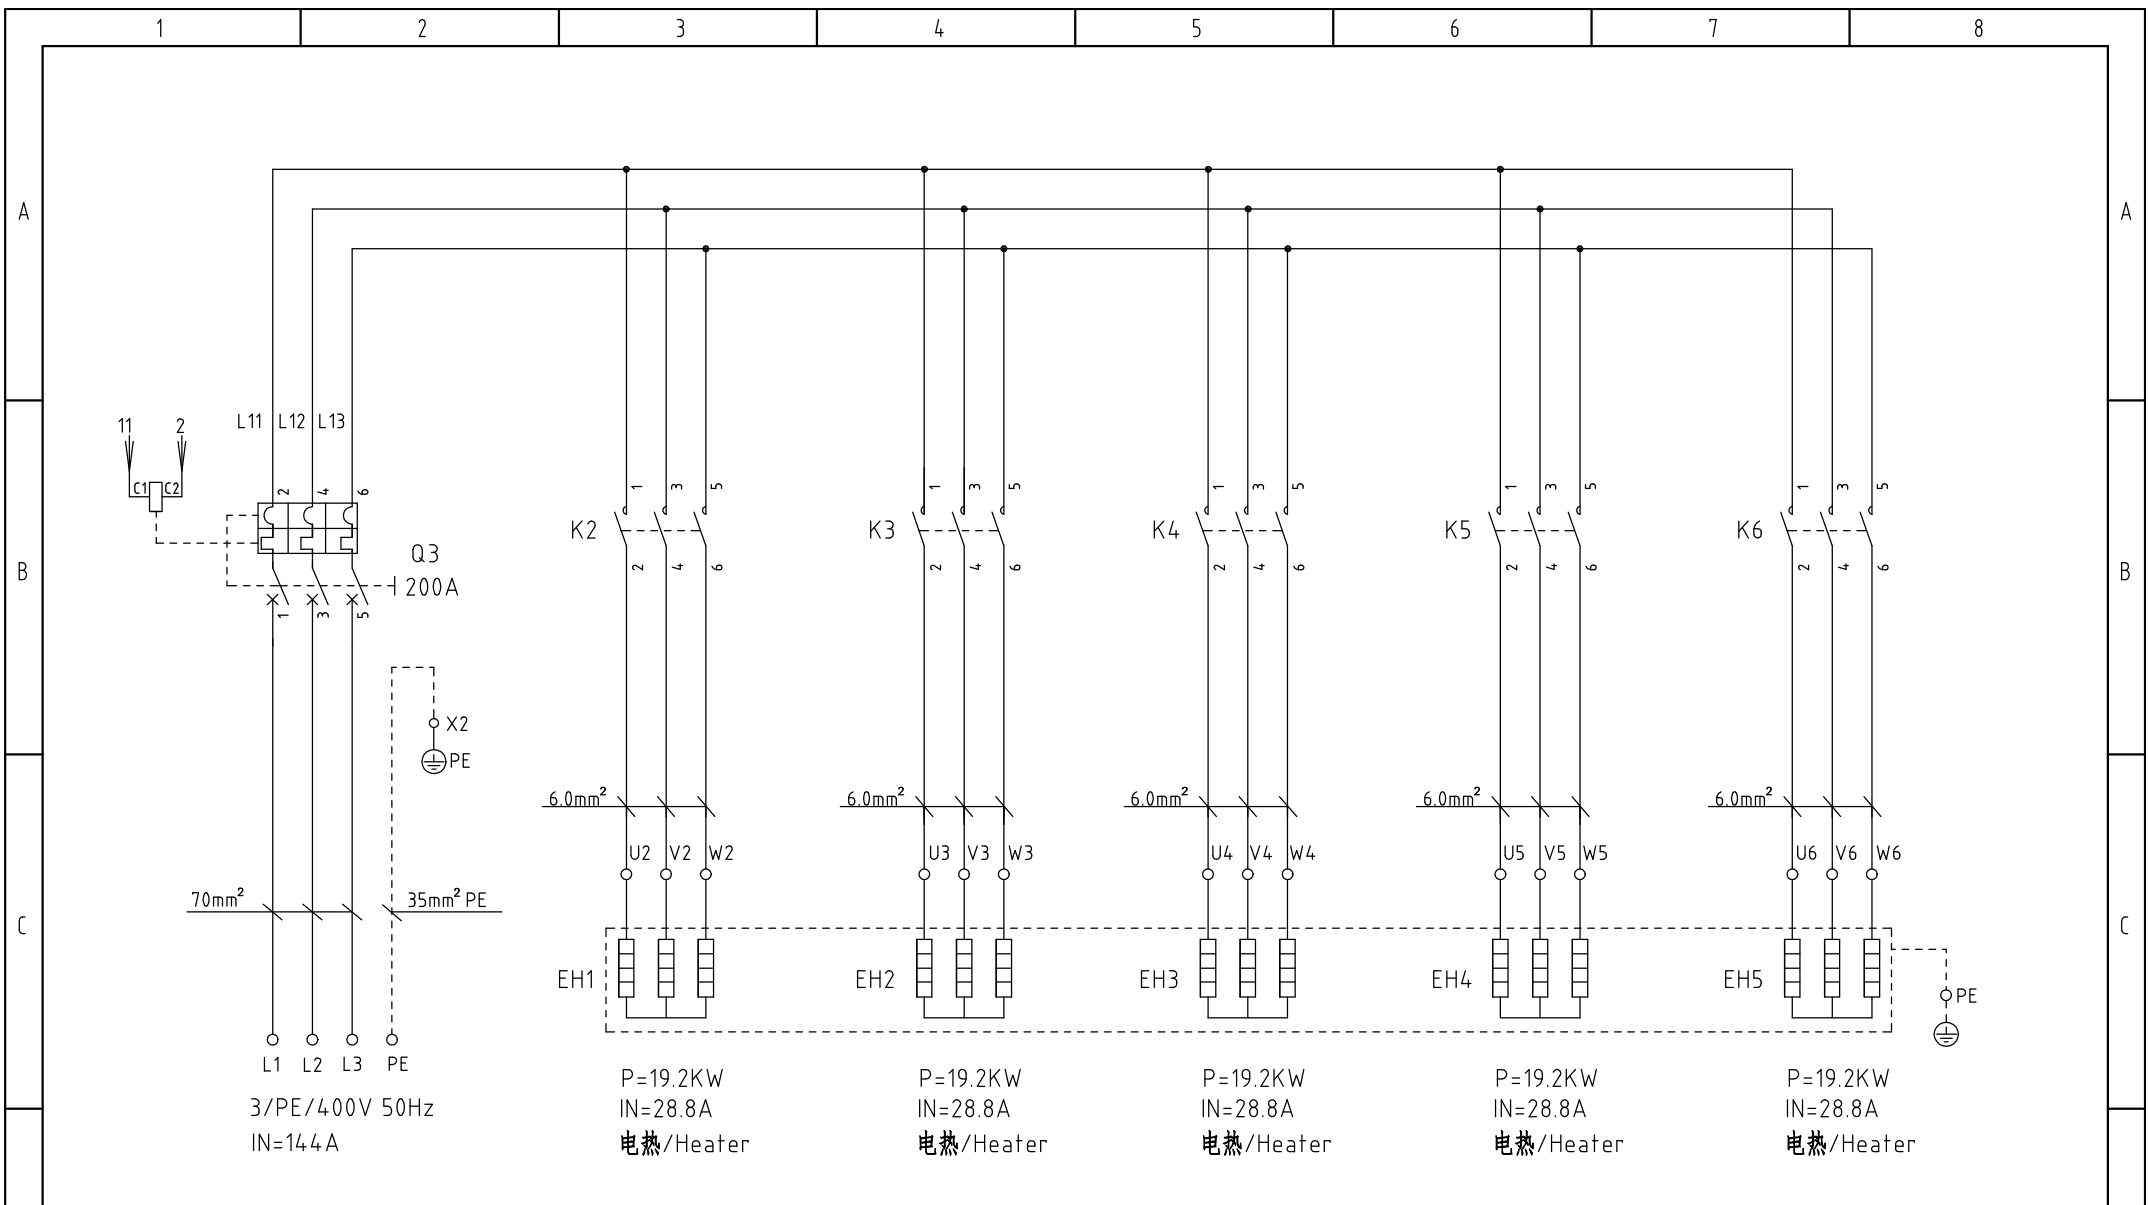 1 2 3 4 5 6 7 8
A A
11 2 L11 L12 L13
C1 C2 2 4 6 1 3 5 1 3 5 1 3 5 1 3 5 1 3 5
K2 K3 K4 K5 K6
Q3
B 2 4 6 2 4 6 2 4 6 2 4 6 2 4 6 B
200A
1 3 5
X2
PE
6.0mm² 6.0mm² 6.0mm² 6.0mm² 6.0mm²
U2 V2 W2 U3 V3 W3 U4 V4 W4 U5 V5 W5 U6 V6 W6
70mm² 35mm² PE
C C
EH1 EH2 EH3 EH4 EH5
PE
L1 L2 L3 PE
P=19.2KW P=19.2KW P=19.2KW P=19.2KW P=19.2KW
3/PE/400V 50Hz
IN=28.8A IN=28.8A IN=28.8A IN=28.8A IN=28.8A
IN=144A
电热/Heater 电热/Heater 电热/Heater 电热/Heater 电热/Heater